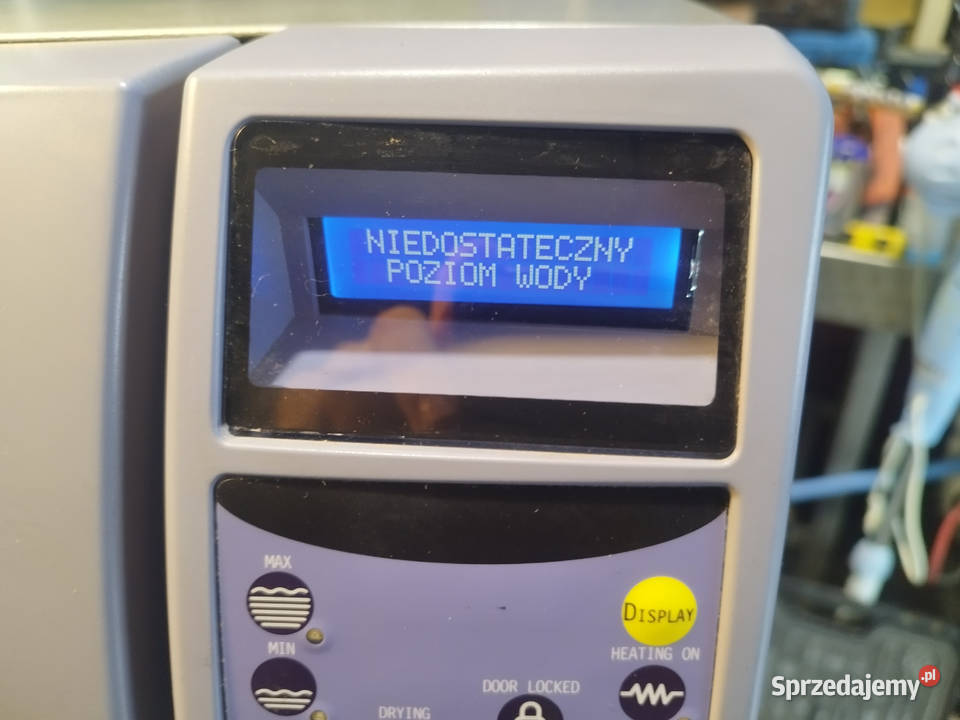 NIEDOSTATECZNY
POZIOM WODY
MAX
DISPLAY
MIN
HEATING ON
DOOR LOCKED
DRYING
Sprzedajemy.pl